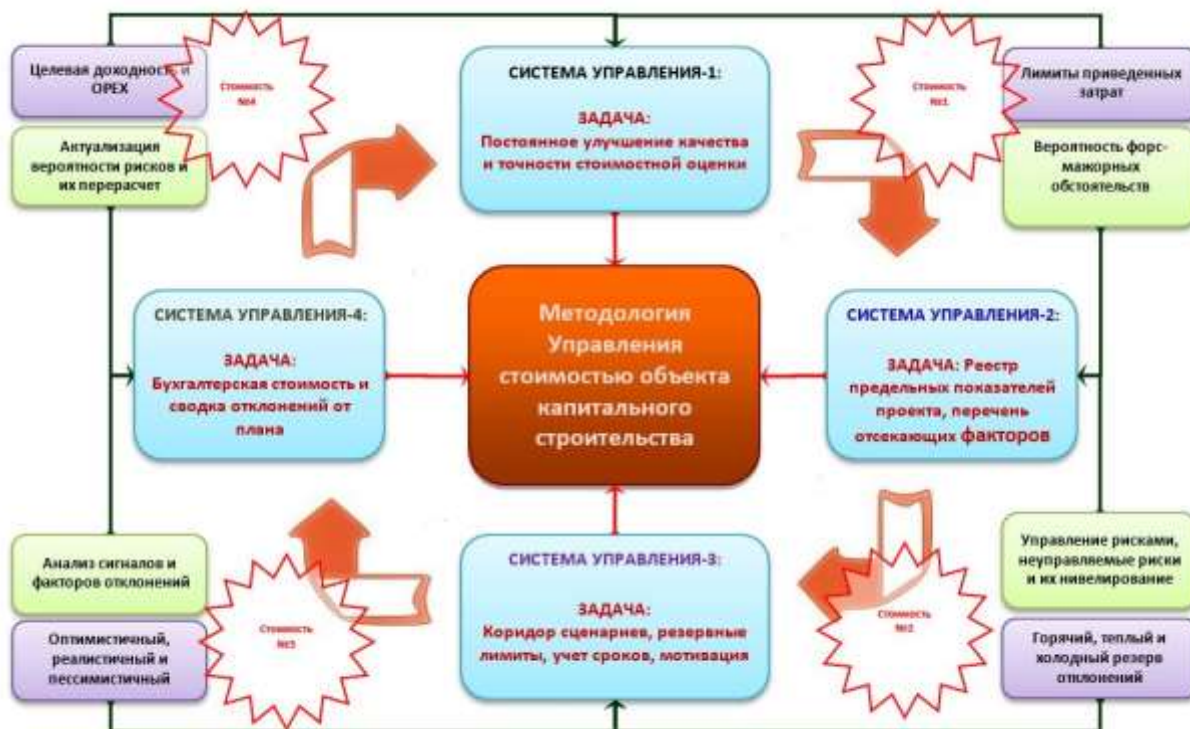 Целевая доходность и
OPEX
Актуализация
вероятности рисков и
их перерасчет
Стоимость
№4
СИСТЕМА УПРАВЛЕНИЯ-1:
ЗАДАЧА:
Постоянное улучшение качества
и точности стоимостной оценки
Стоимость
№1
Лимиты приведенных
затрат
Вероятность форс-
мажорных
обстоятельств
СИСТЕМА УПРАВЛЕНИЯ-4:
ЗАДАЧА:
Бухгалтерская стоимость и
сводка отклонений от
плана
Методология
Управления
стоимостью объекта
капитального
строительства
СИСТЕМА УПРАВЛЕНИЯ-2:
ЗАДАЧА: Реестр
предельных показателей
проекта, перечень
отсекающих факторов
Анализ сигналов и
факторов отклонений
Оптимистичный,
реалистичный и
пессимистичный
Стоимость
№3
СИСТЕМА УПРАВЛЕНИЯ-3:
ЗАДАЧА:
Коридор сценариев, резервные
лимиты, учет сроков, мотивация
Стоимость
№2
Управление рисками,
неуправляемые риски
и их нивелирование
Горячий, теплый и
холодный резерв
отклонений